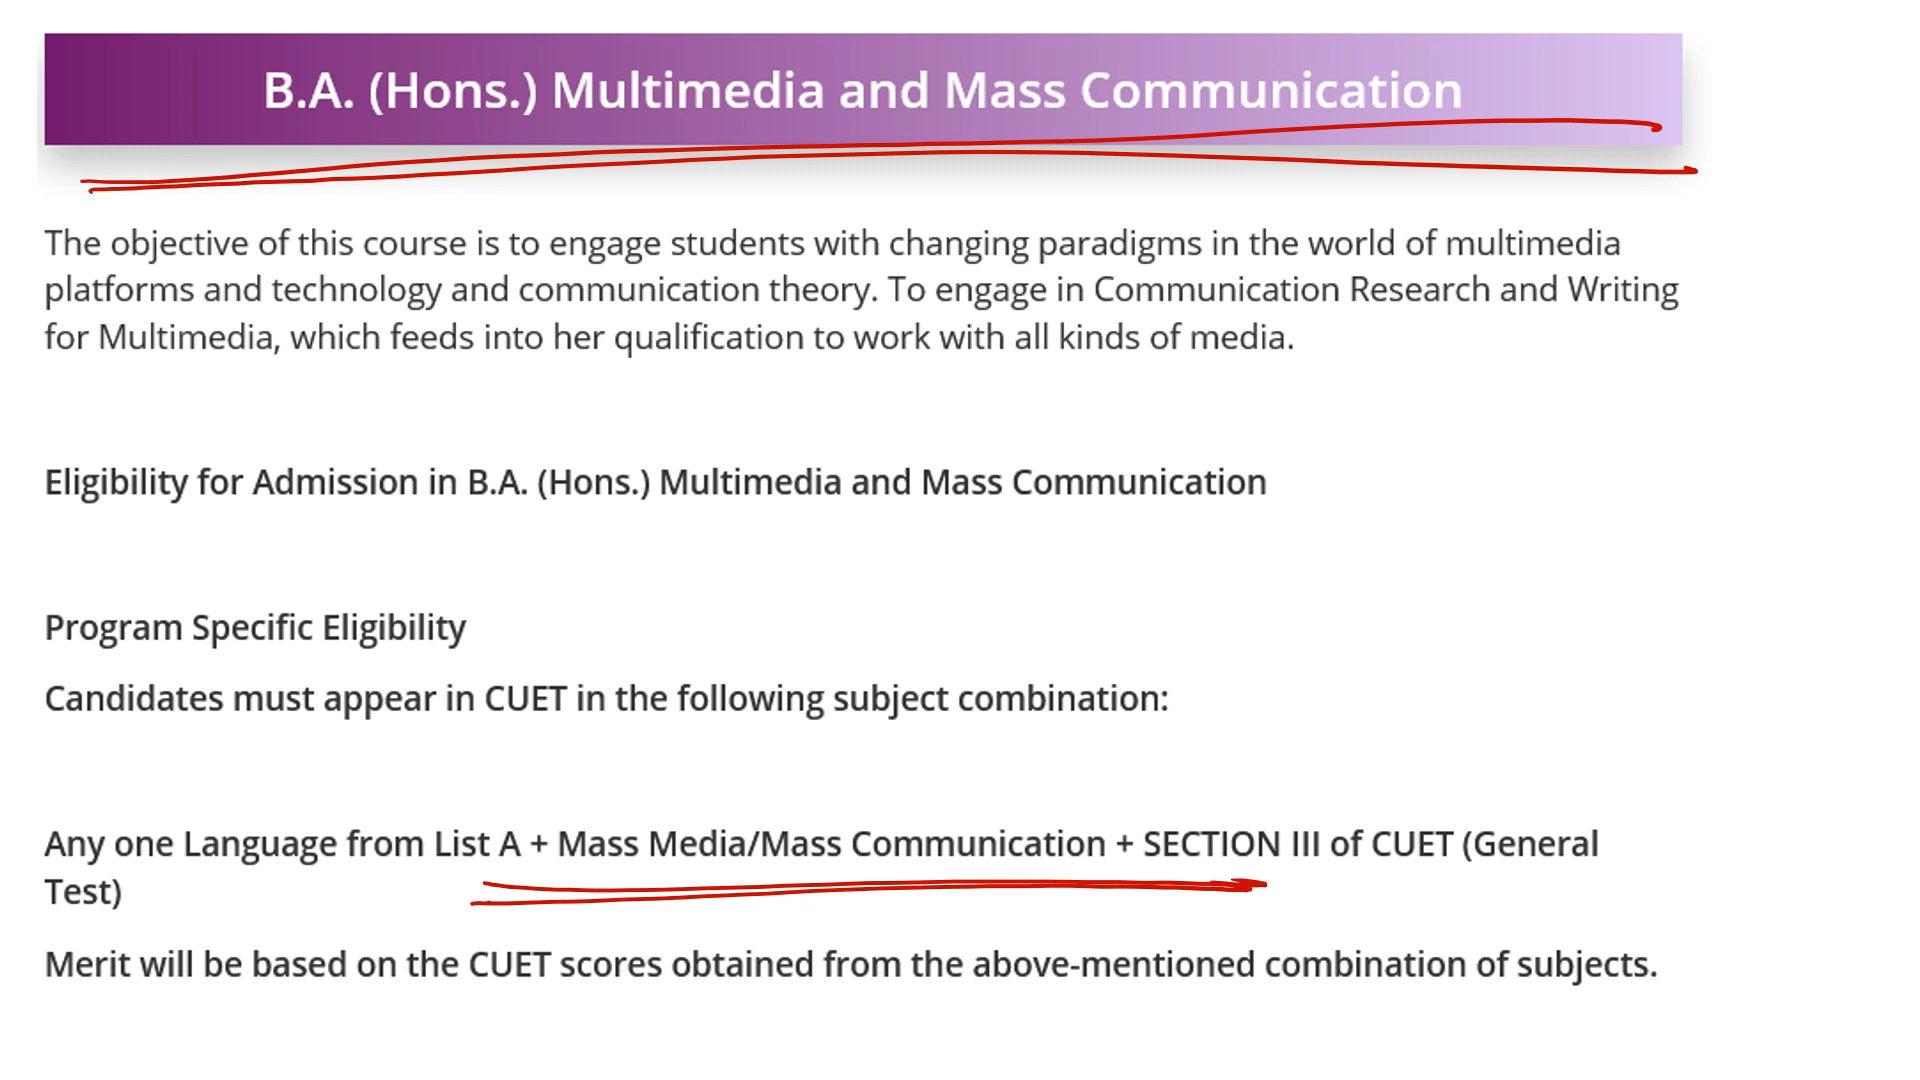 B.A. (Hons.) Multimedia and Mass Communication
The objective of this course is to engage students with changing paradigms in the world of multimedia
platforms and technology and communication theory. To engage in Communication Research and Writing
for Multimedia, which feeds into her qualification to work with all kinds of media.
Eligibility for Admission in B.A. (Hons.) Multimedia and Mass Communication
Program Specific Eligibility
Candidates must appear in CUET in the following subject combination:
Any one Language from List A + Mass Media/Mass Communication + SECTION III of CUET (General
Test)
Merit will be based on the CUET scores obtained from the above-mentioned combination of subjects.